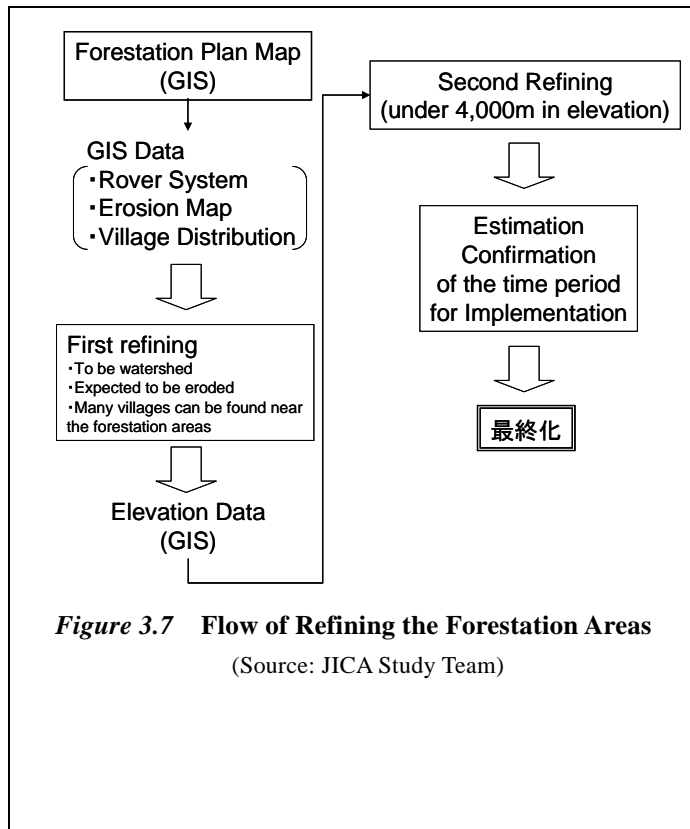 Forestation Plan Map
(GIS)
GIS Data
・Rover System
・Erosion Map
・Village Distribution
First refining
・To be watershed
・Expected to be eroded
・Many villages can be found near
the forestation areas
Elevation Data
(GIS)
Second Refining
(under 4,000m in elevation)
Estimation
Confirmation
of the time period
for Implementation
最終化
Figure 3.7 Flow of Refining the Forestation Areas
(Source: JICA Study Team)